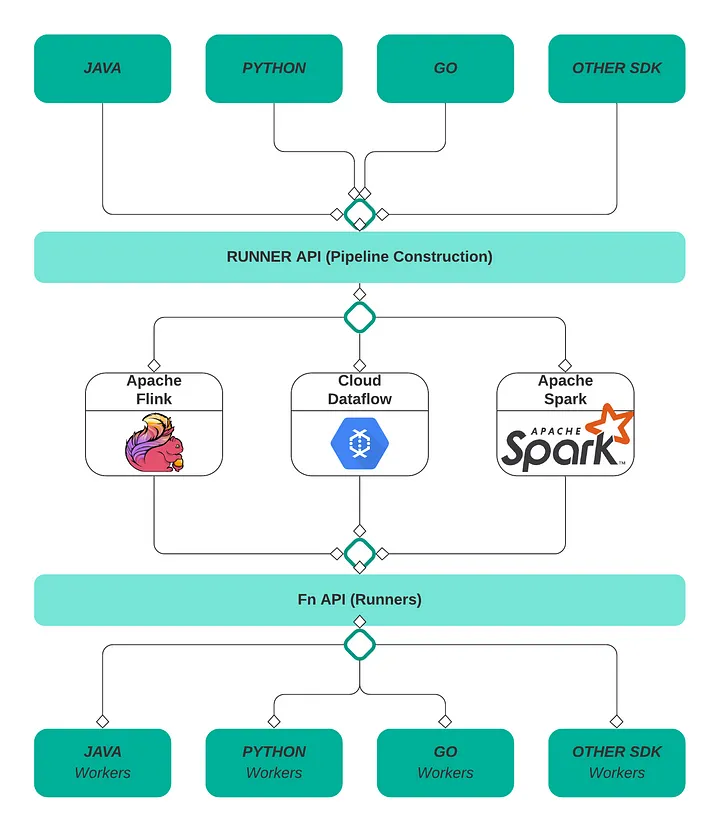 JAVA
PYTHON
GO
OTHER SDK
RUNNER API (Pipeline Construction)
Apache
Flink
Cloud
Dataflow
Apache
Spark
APACHE
Spark™
Fn API (Runners)
JAVA
Workers
PYTHON
Workers
GO
Workers
OTHER SDK
Workers